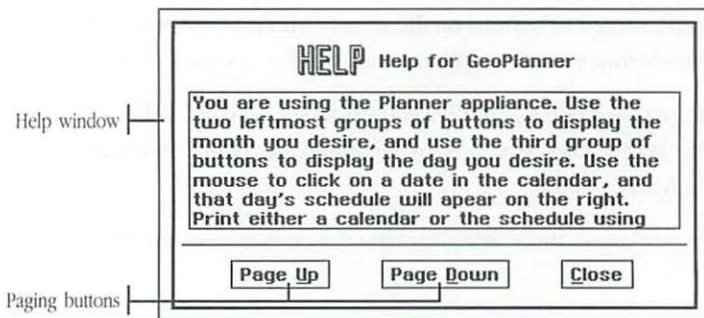 HELP Help for GeoPlanner
You are using the Planner appliance. Use the
two leftmost groups of buttons to display the
month you desire, and use the third group of
buttons to display the day you desire. Use the
mouse to click on a date in the calendar, and
that day's schedule will apear on the right.
Print either a calendar or the schedule using
Help window
Page Up Page Down Close
Paging buttons